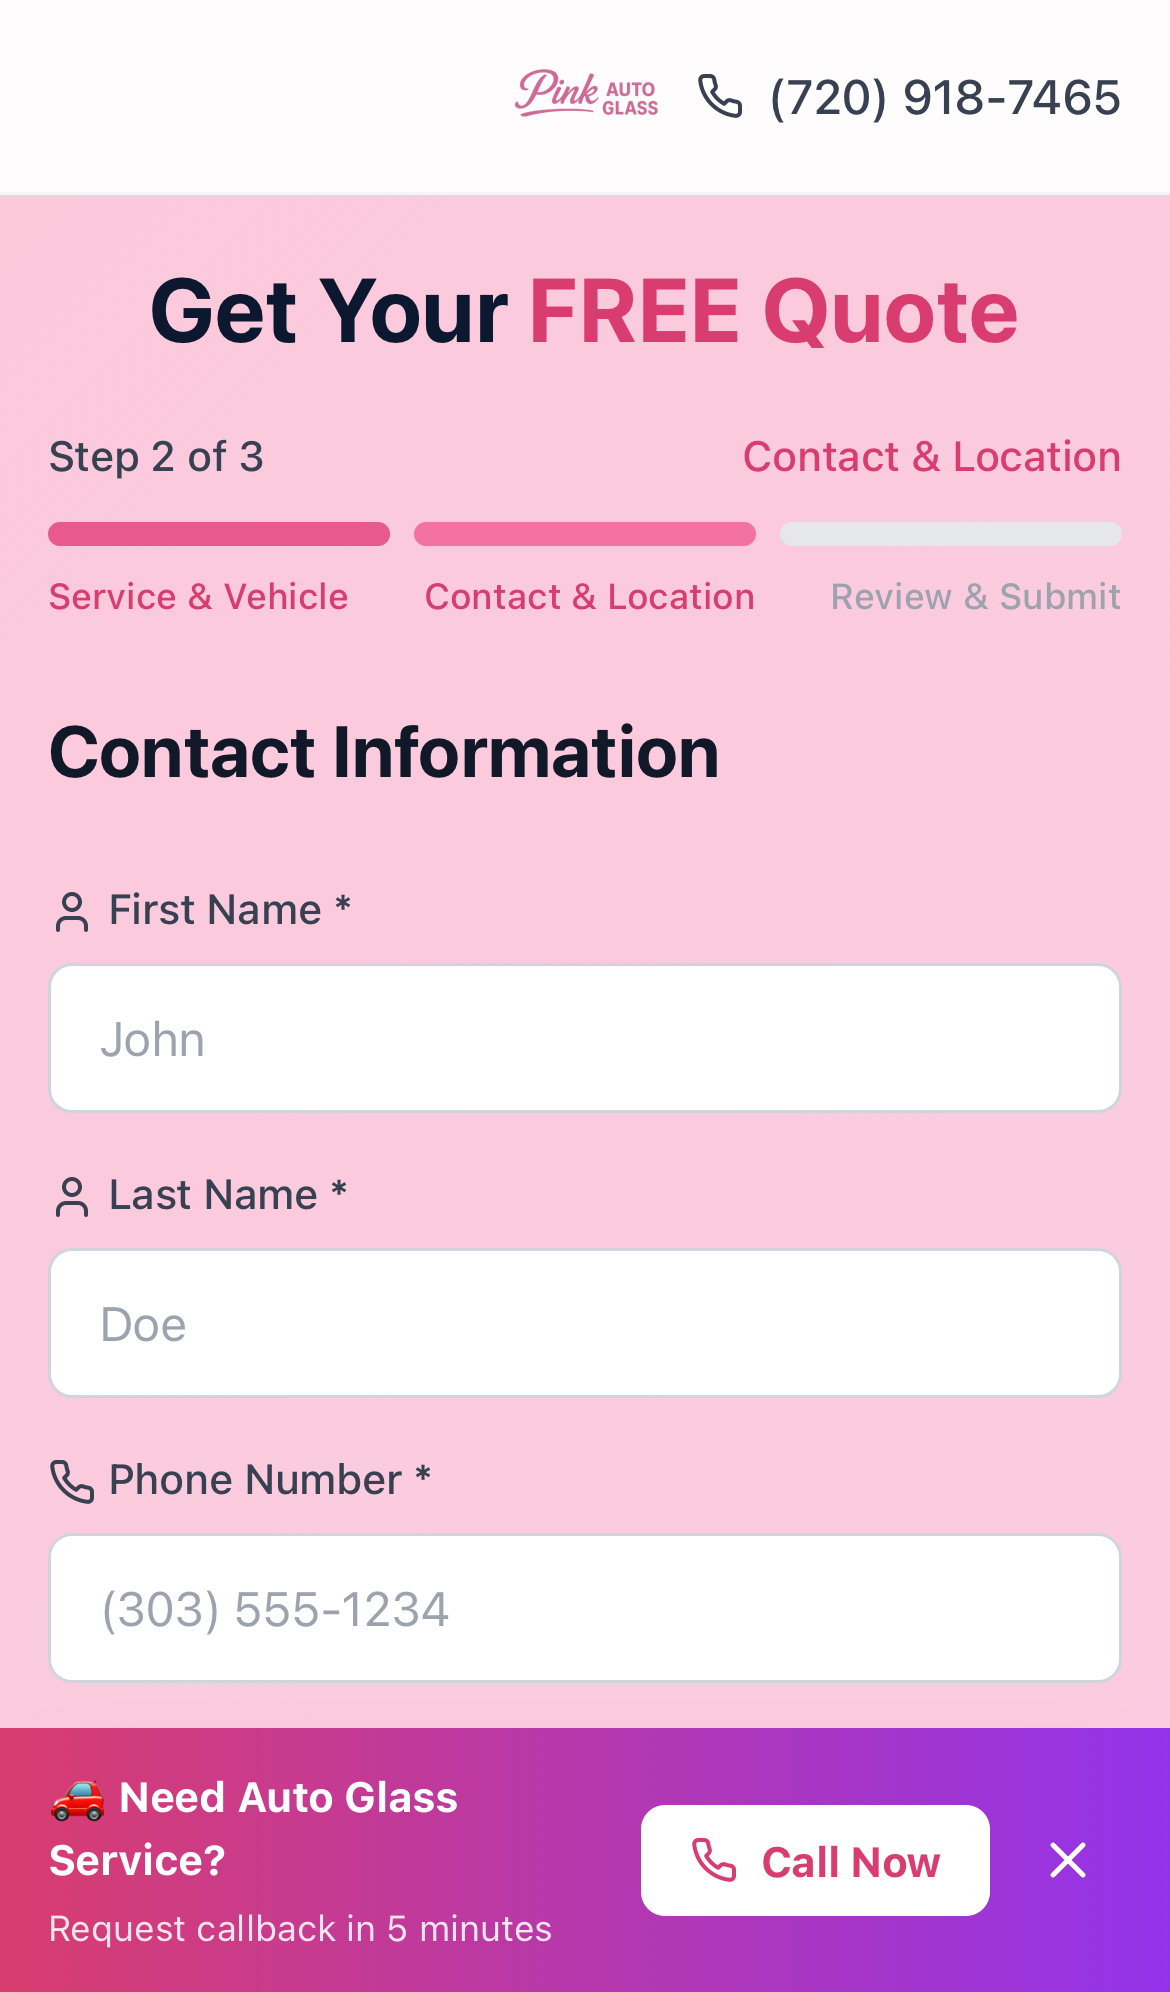 Pink AUTO GLASS
(720) 918-7465
Get Your FREE Quote
Step 2 of 3
Contact & Location
Service & Vehicle
Contact & Location
Review & Submit
Contact Information
First Name *
John
Last Name *
Doe
Phone Number *
(303) 555-1234
🚗 Need Auto Glass
Service?
Request callback in 5 minutes
Call Now